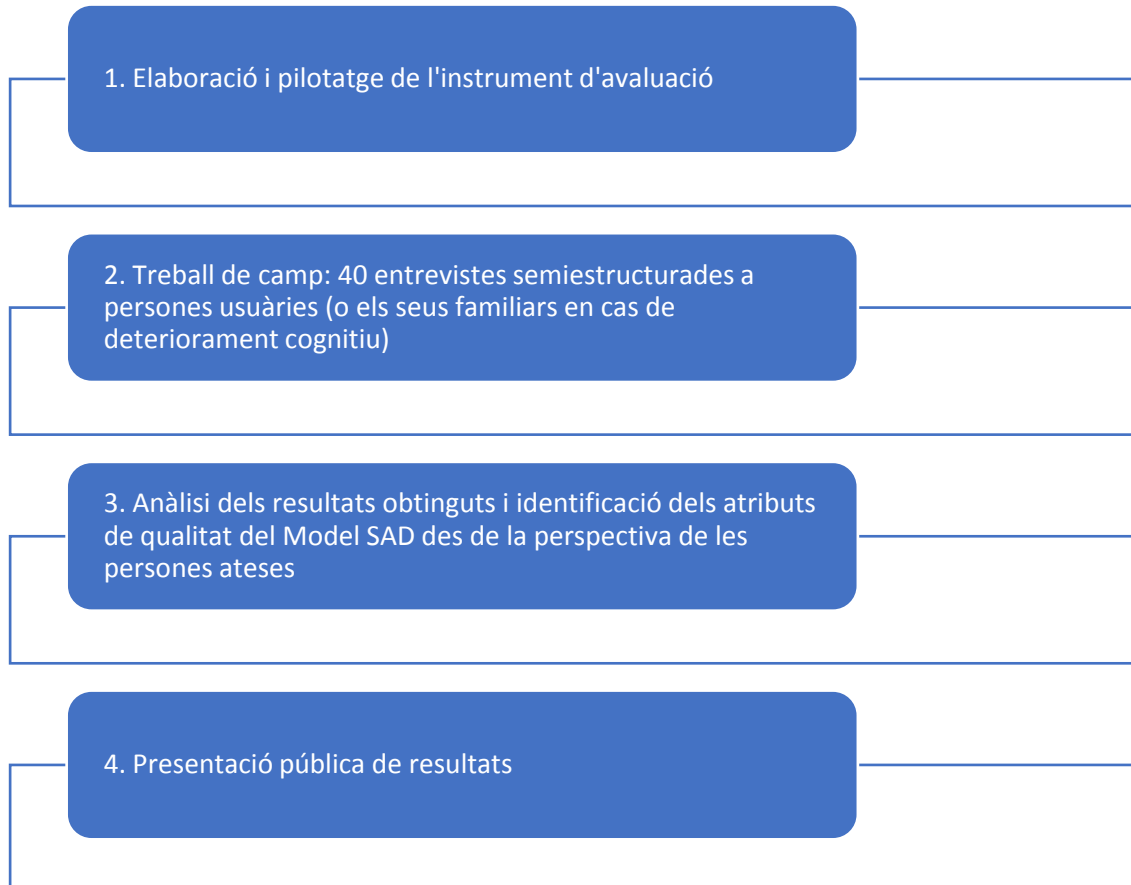 1. Elaboració i pilotatge de l'instrument d'avaluació
2. Treball de camp: 40 entrevistes semiestructurades a
persones usuàries (o els seus familiars en cas de
deteriorament cognitiu)
3. Anàlisi dels resultats obtinguts i identificació dels atributs
de qualitat del Model SAD des de la perspectiva de les
persones ateses
4. Presentació pública de resultats